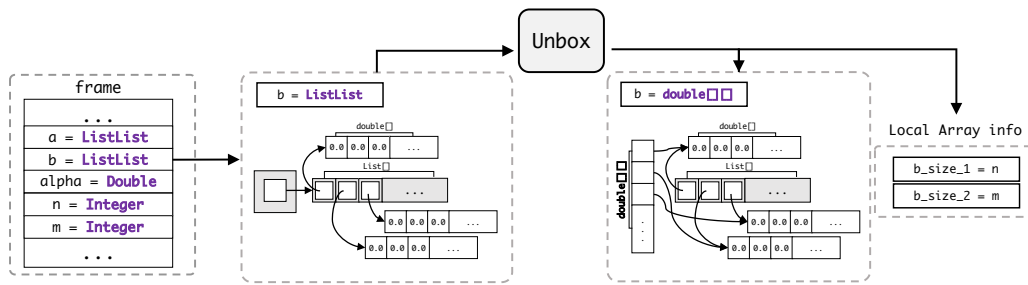 frame
...
a = ListList
b = ListList
alpha = Double
n = Integer
m = Integer
...
b = ListList
double▯
0.0 0.0 0.0 ...
List▯
...
0.0 0.0 0.0 ...
0.0 0.0 0.0 ...
Unbox
b = double▯▯
double▯▯
...
double▯
0.0 0.0 0.0 ...
List▯
...
0.0 0.0 0.0 ...
0.0 0.0 0.0 ...
Local Array info
b_size_1 = n
b_size_2 = m